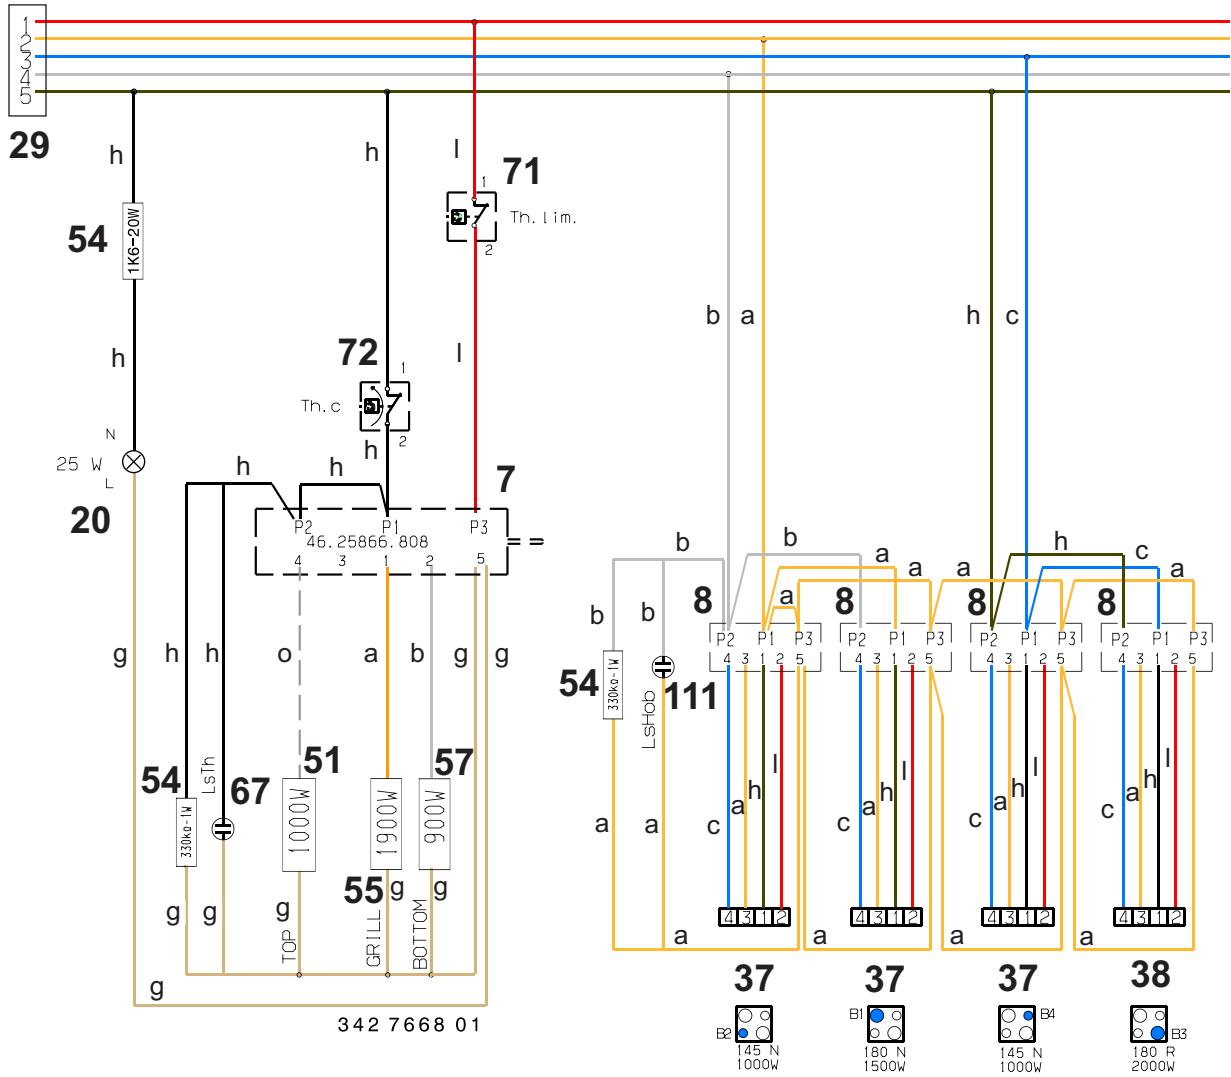 1
2
3
4
5
29
h
h
l
71
1
Th. lim.
2
54
1K6-20W
h
72
l
1
Th. c
2
b a h c
N
25 W
L
20
h h h
7
P2 P1 P3
46.25866.808
4 3 1 2 5
g h h o a b g g
b b a a h c a
b b
8 8 8 8
P2 P1 P3 P2 P1 P3 P2 P1 P3 P2 P1 P3
4 3 1 2 5 4 3 1 2 5 4 3 1 2 5 4 3 1 2 5
a
54
330kΩ-1W
LsHob
111
54
330kΩ-1W
LsTh
67
51
1000W
1900W
57
900W
55
a a c a h l c a h l c a h l c a h l
g g g g g
TOP
GRILL
BOTTOM
4 3 1 2 4 3 1 2 4 3 1 2 4 3 1 2
a a a a
g
342 7668 01
37 37 37 38
B2
145 N
1000W
B1
180 N
1500W
B4
145 N
1000W
B3
180 R
2000W